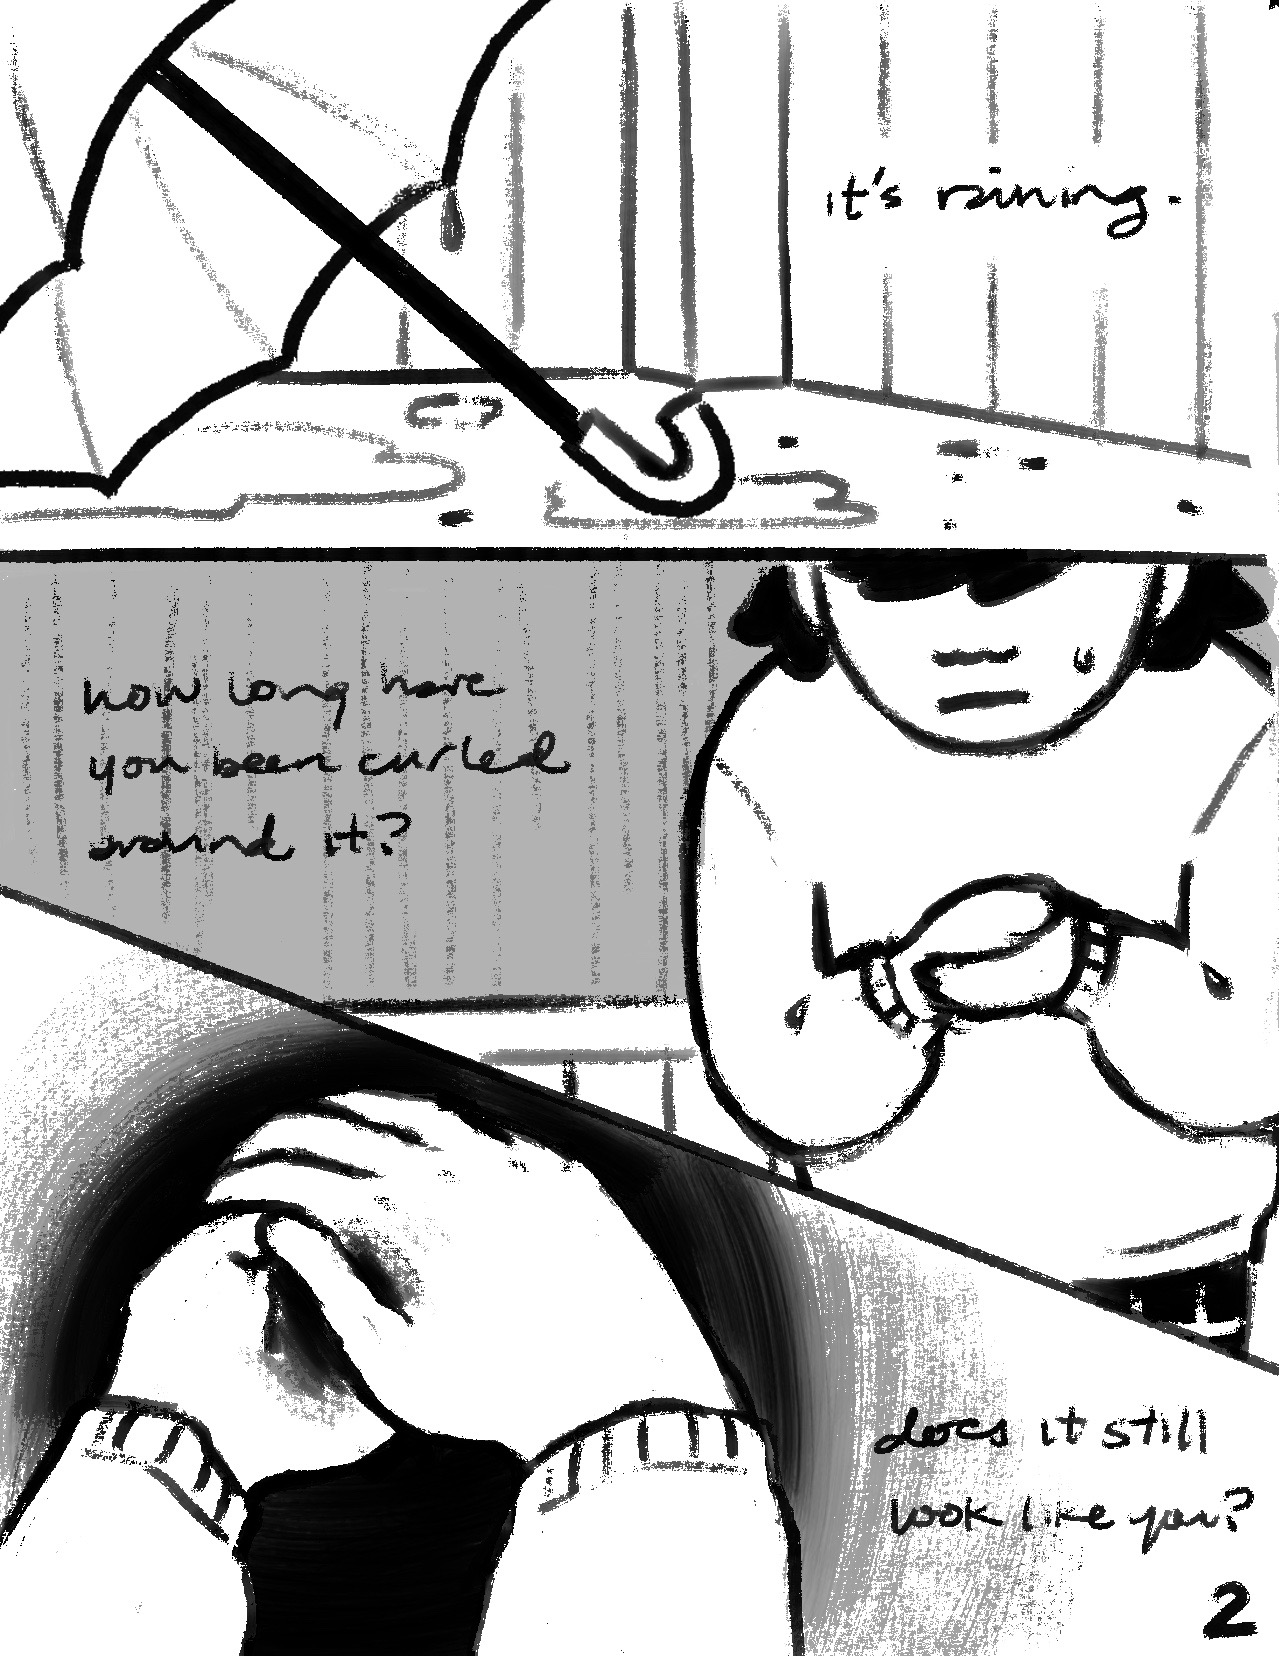 it's raining.
how long have
you been curled
around it?
does it still
look like you?
2